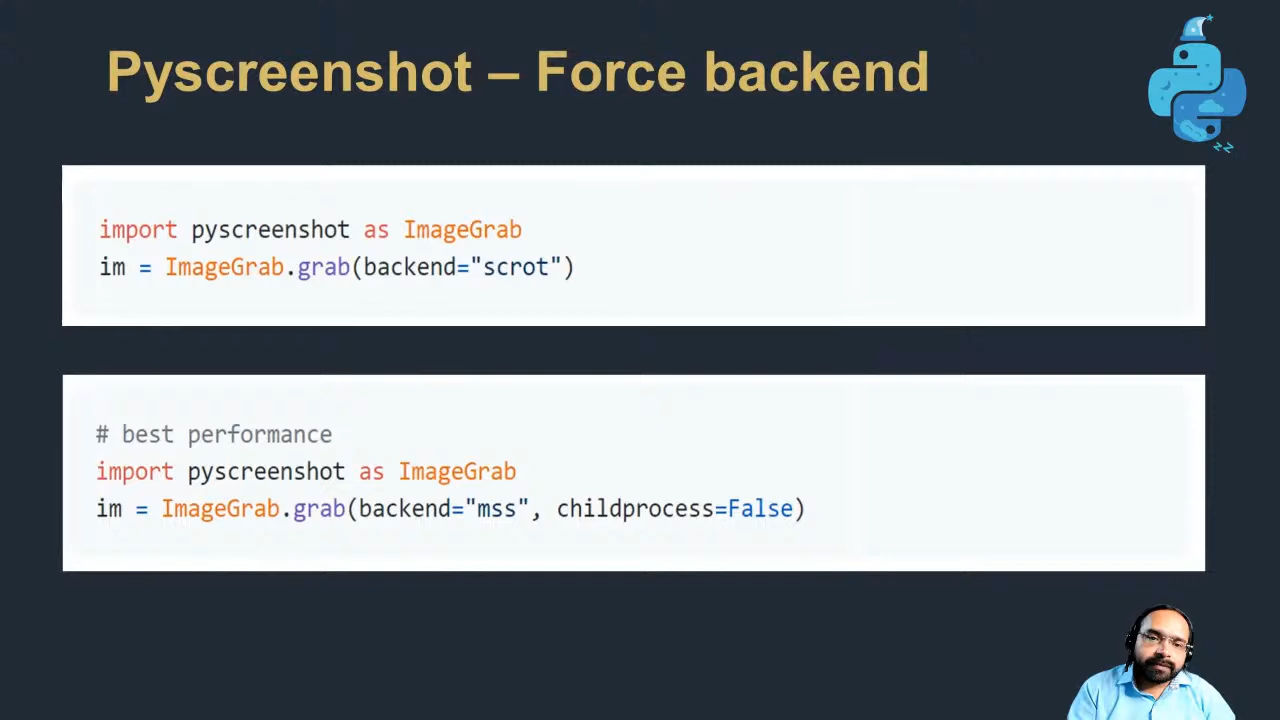 Pyscreenshot – Force backend
import pyscreenshot as ImageGrab
im = ImageGrab.grab(backend="scrot")
# best performance
import pyscreenshot as ImageGrab
im = ImageGrab.grab(backend="mss", childprocess=False)
zz